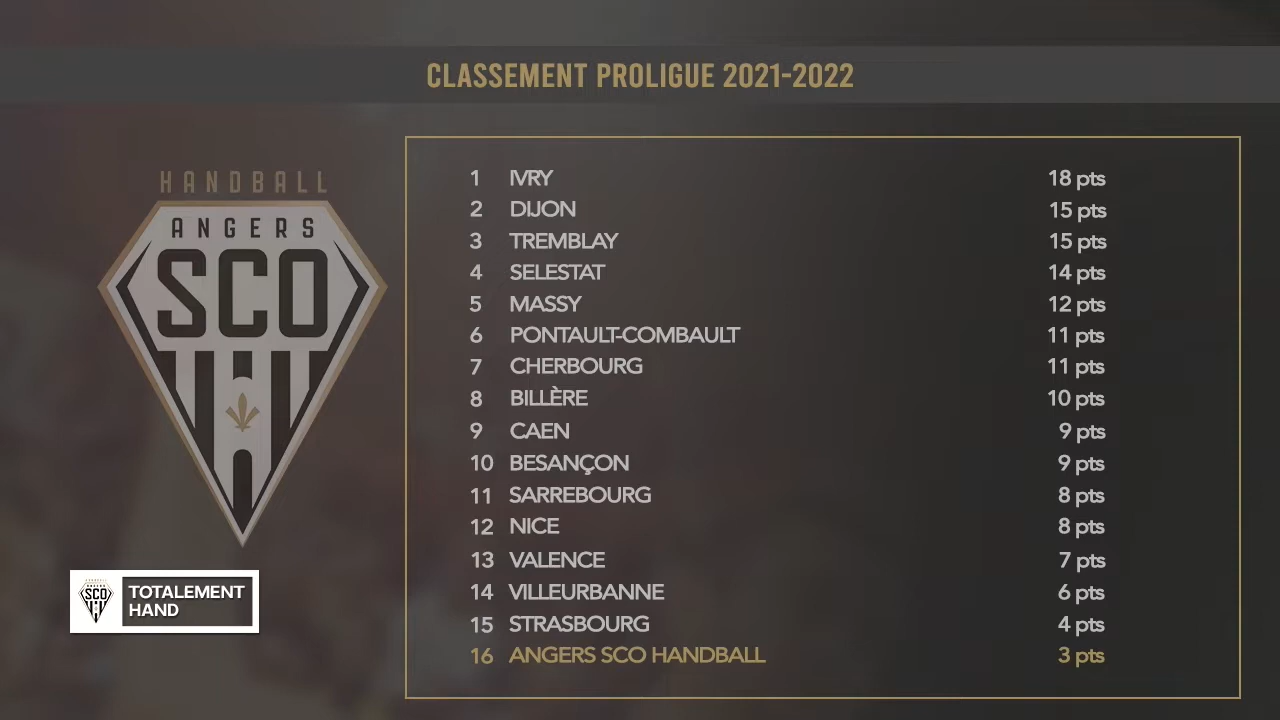 CLASSEMENT PROLIGUE 2021-2022
HANDBALL
ANGERS
SCO
1 IVRY 18 pts
2 DIJON 15 pts
3 TREMBLAY 15 pts
4 SELESTAT 14 pts
5 MASSY 12 pts
6 PONTAULT-COMBAULT 11 pts
7 CHERBOURG 11 pts
8 BILLÈRE 10 pts
9 CAEN 9 pts
10 BESANÇON 9 pts
11 SARREBOURG 8 pts
12 NICE 8 pts
13 VALENCE 7 pts
14 VILLEURBANNE 6 pts
15 STRASBOURG 4 pts
16 ANGERS SCO HANDBALL 3 pts
SCO
TOTALEMENT
HAND